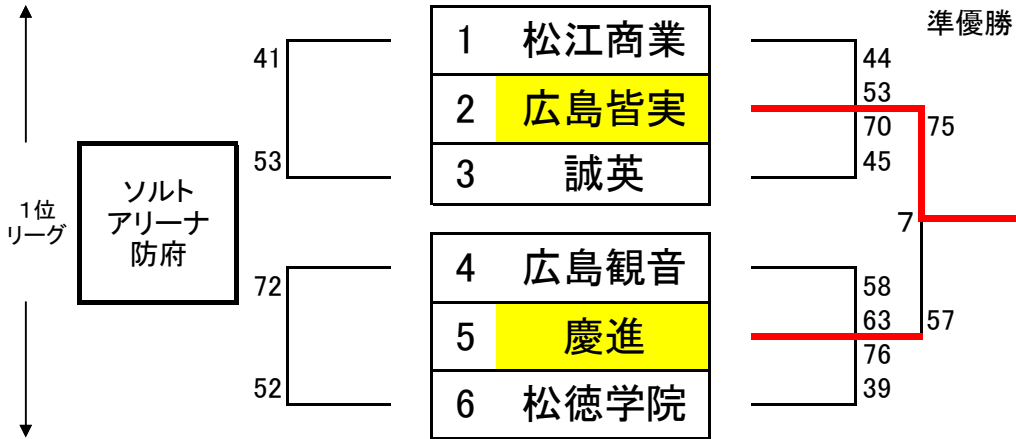 準優勝
1 松江商業
2 広島皆実
3 誠英
4 広島観音
5 慶進
6 松徳学院
1位
リーグ
ソルト
アリーナ
防府
41
53
72
52
44
53
70
45
75
7
58
63
76
39
57